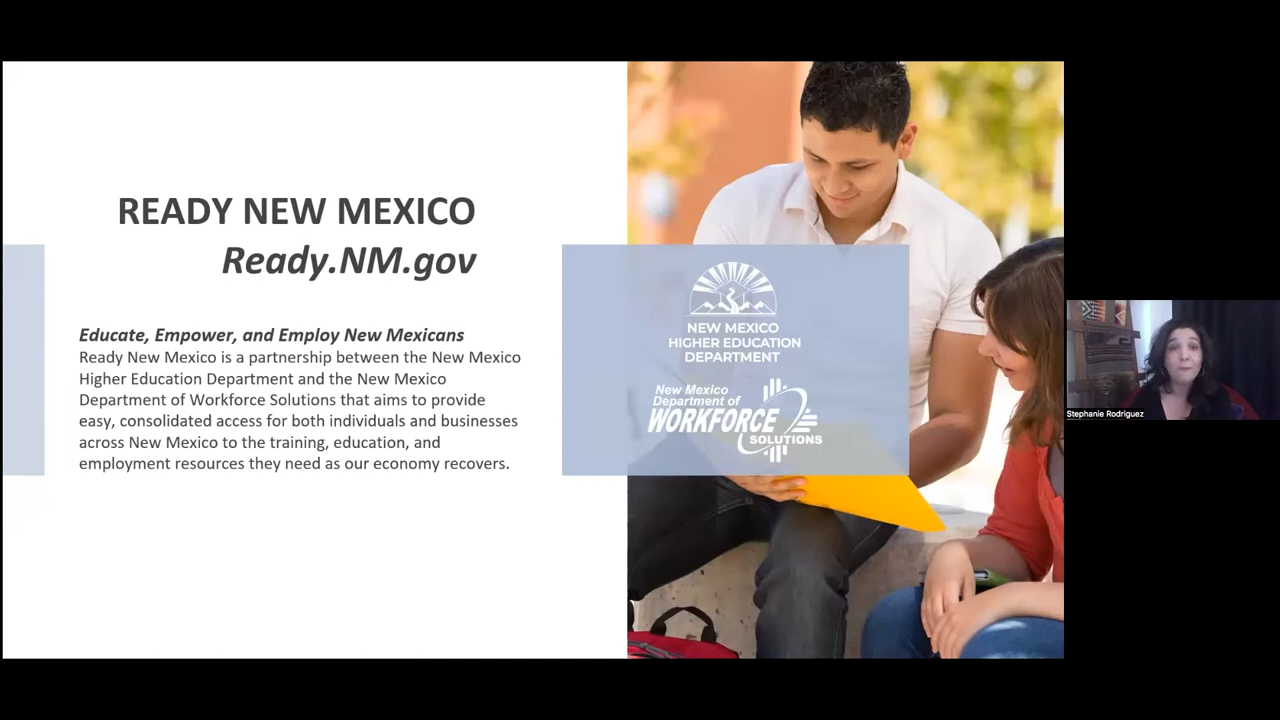 READY NEW MEXICO
Ready.NM.gov
Educate, Empower, and Employ New Mexicans
Ready New Mexico is a partnership between the New Mexico
Higher Education Department and the New Mexico
Department of Workforce Solutions that aims to provide
easy, consolidated access for both individuals and businesses
across New Mexico to the training, education, and
employment resources they need as our economy recovers.
NEW MEXICO
HIGHER EDUCATION
DEPARTMENT
New Mexico
Department of
WORKFORCE
SOLUTIONS
Stephanie Rodriguez